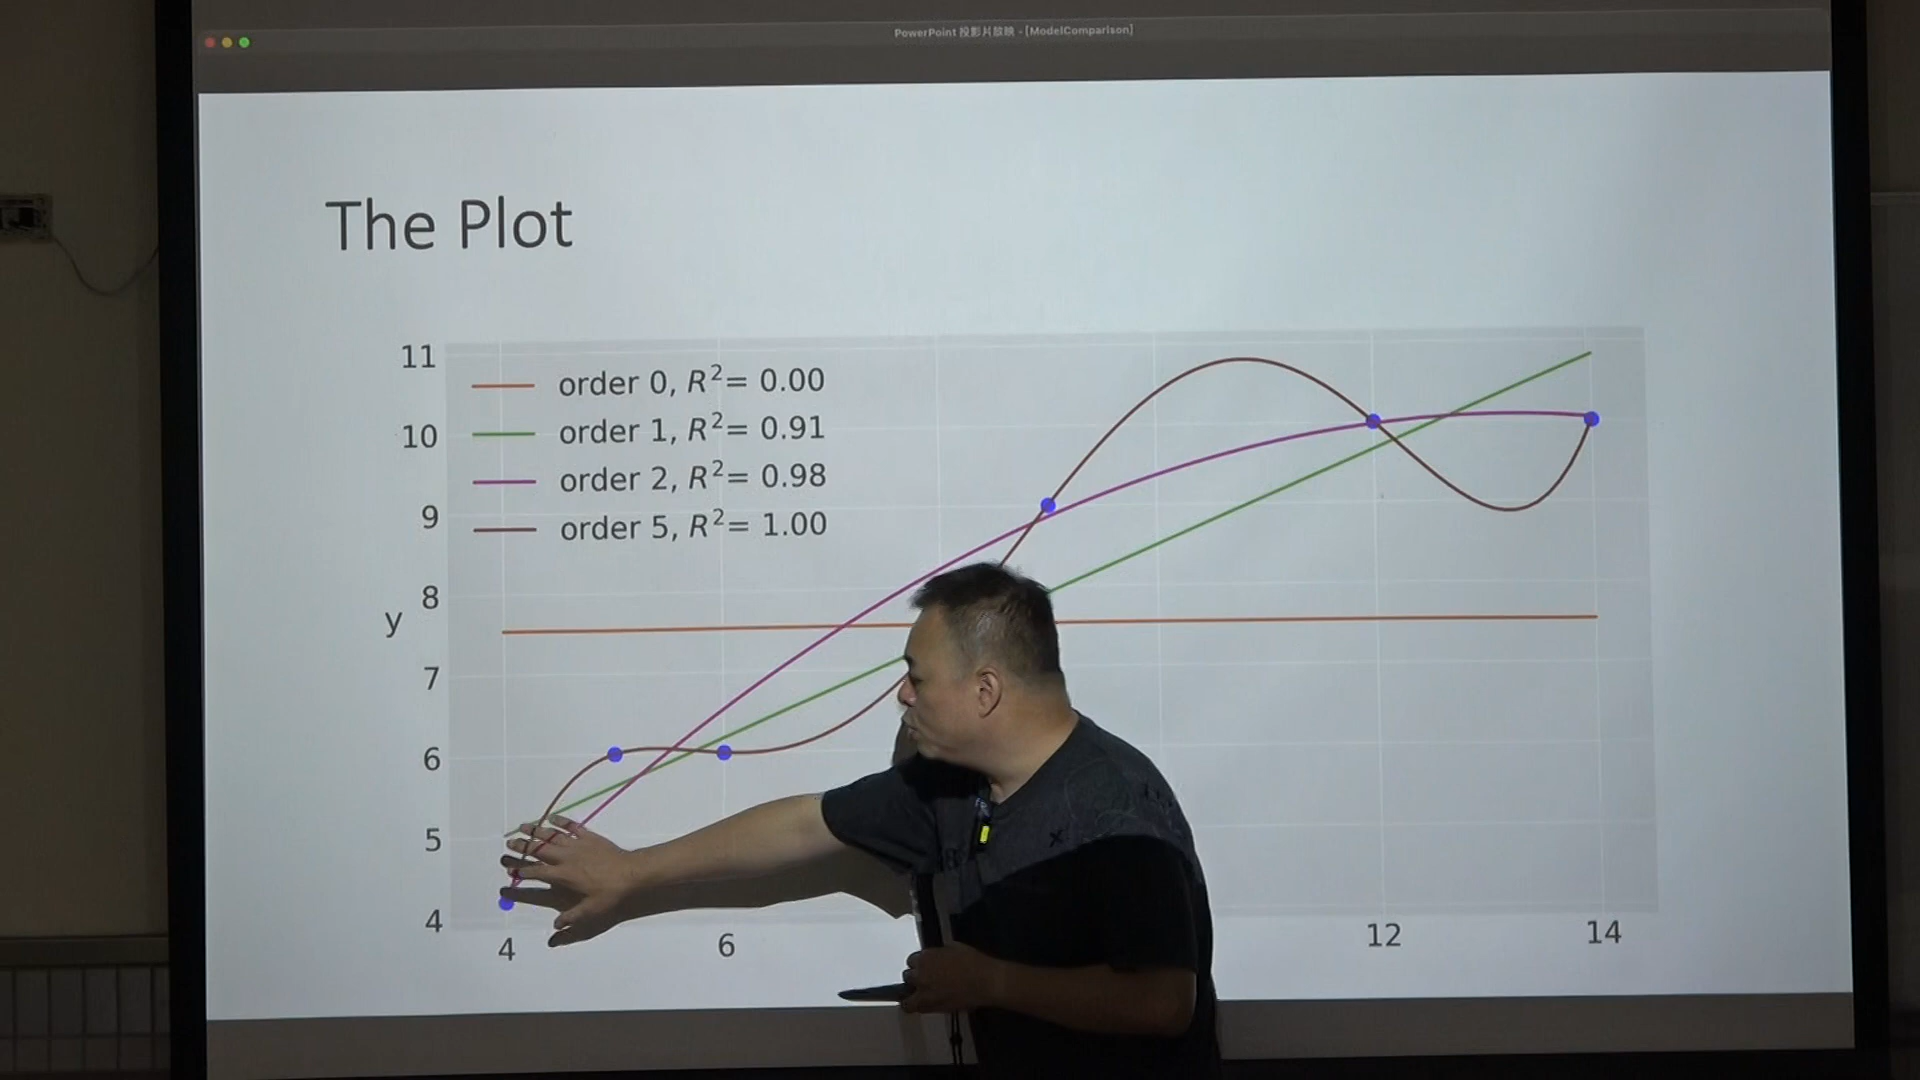 PowerPoint 投影片放映 - [ModelComparison]
The Plot
11
10
9
8
7
6
5
4
y
order 0, R²= 0.00
order 1, R²= 0.91
order 2, R²= 0.98
order 5, R²= 1.00
4 6 12 14